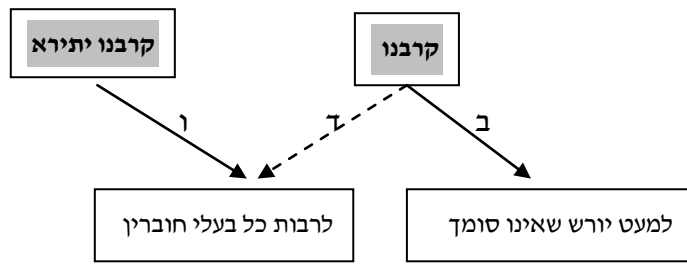 קרבנו
קרבנו יתירא
ב
ד
ו
למעט יורש שאינו סומך
לרבות כל בעלי חוברין